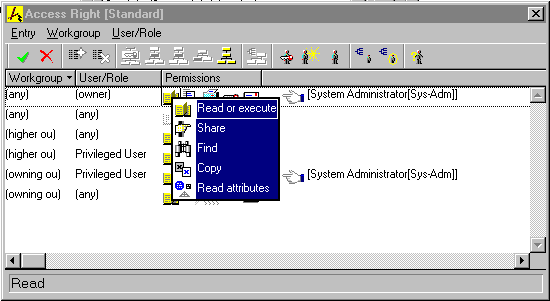 Access Right [Standard]
Entry Workgroup User/Role
Workgroup User/Role Permissions
(any) (owner) [System Administrator[Sys-Adm]]
(any) (any)
(higher ou) (any)
(higher ou) Privileged User
(owning ou) Privileged User [System Administrator[Sys-Adm]]
(owning ou) (any)
Read or execute
Share
Find
Copy
Read attributes
Read